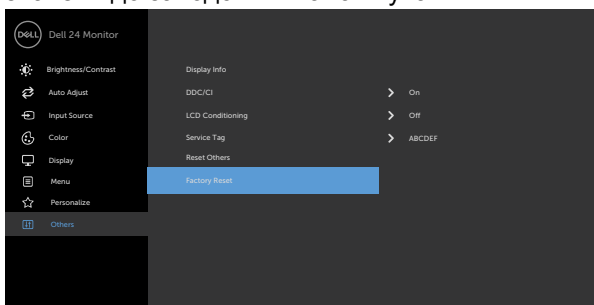 DELL
Dell 24 Monitor
Brightness/Contrast
Display Info
Auto Adjust
DDC/CI
On
Input Source
LCD Conditioning
Off
Color
Service Tag
ABCDEF
Display
Reset Others
Menu
Factory Reset
Personalize
Others